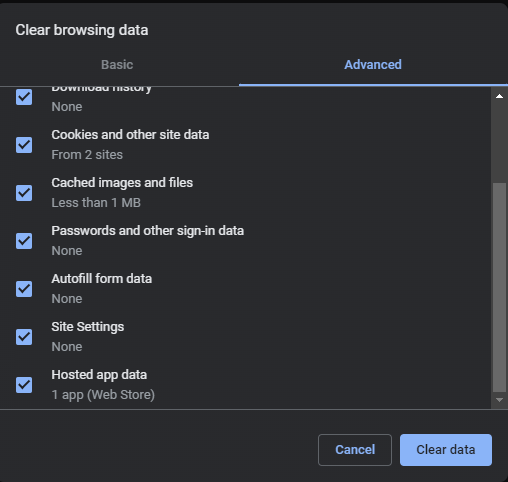 Clear browsing data
Basic
Advanced
Download history
None
Cookies and other site data
From 2 sites
Cached images and files
Less than 1 MB
Passwords and other sign-in data
None
Autofill form data
None
Site Settings
None
Hosted app data
1 app (Web Store)
Cancel
Clear data